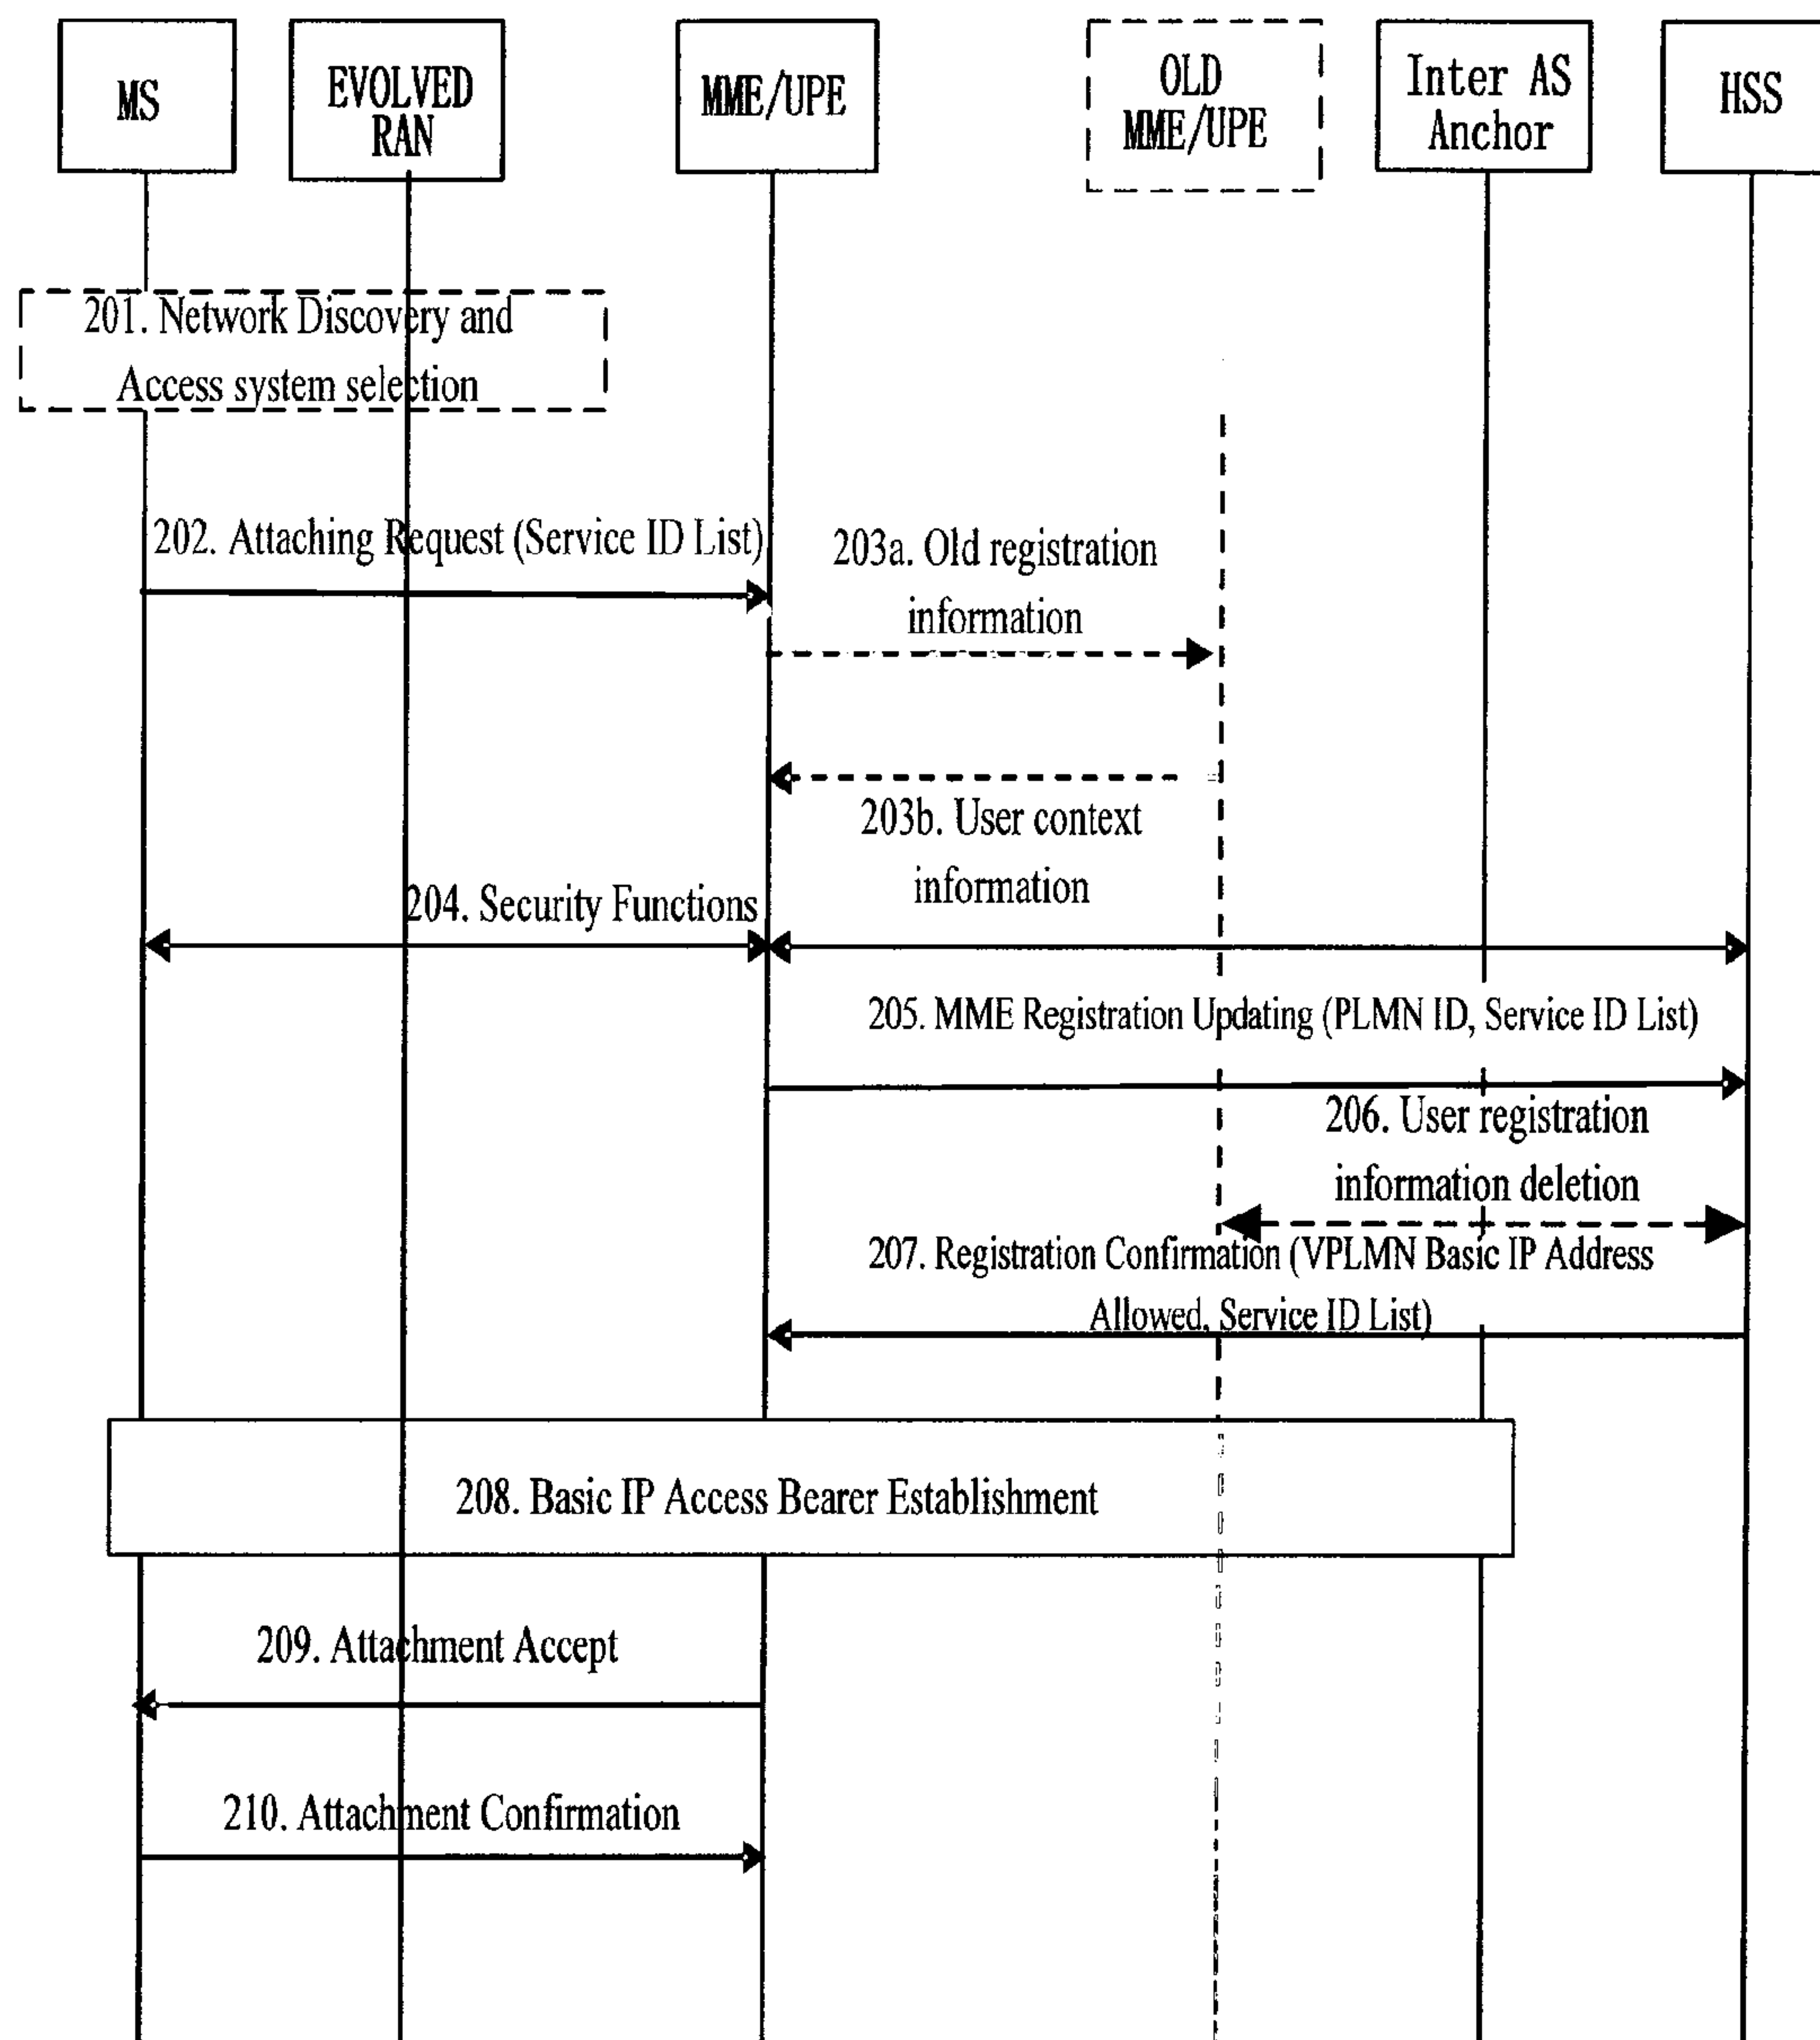 MS
EVOLVED
RAN
MME/UPE
OLD
MME/UPE
Inter AS
Anchor
HSS
201. Network Discovery and
Access system selection
202. Attaching Request (Service ID List)
203a. Old registration
information
203b. User context
information
204. Security Functions
205. MME Registration Updating (PLMN ID, Service ID List)
206. User registration
information deletion
207. Registration Confirmation (VPLMN Basic IP Address
Allowed, Service ID List)
208. Basic IP Access Bearer Establishment
209. Attachment Accept
210. Attachment Confirmation